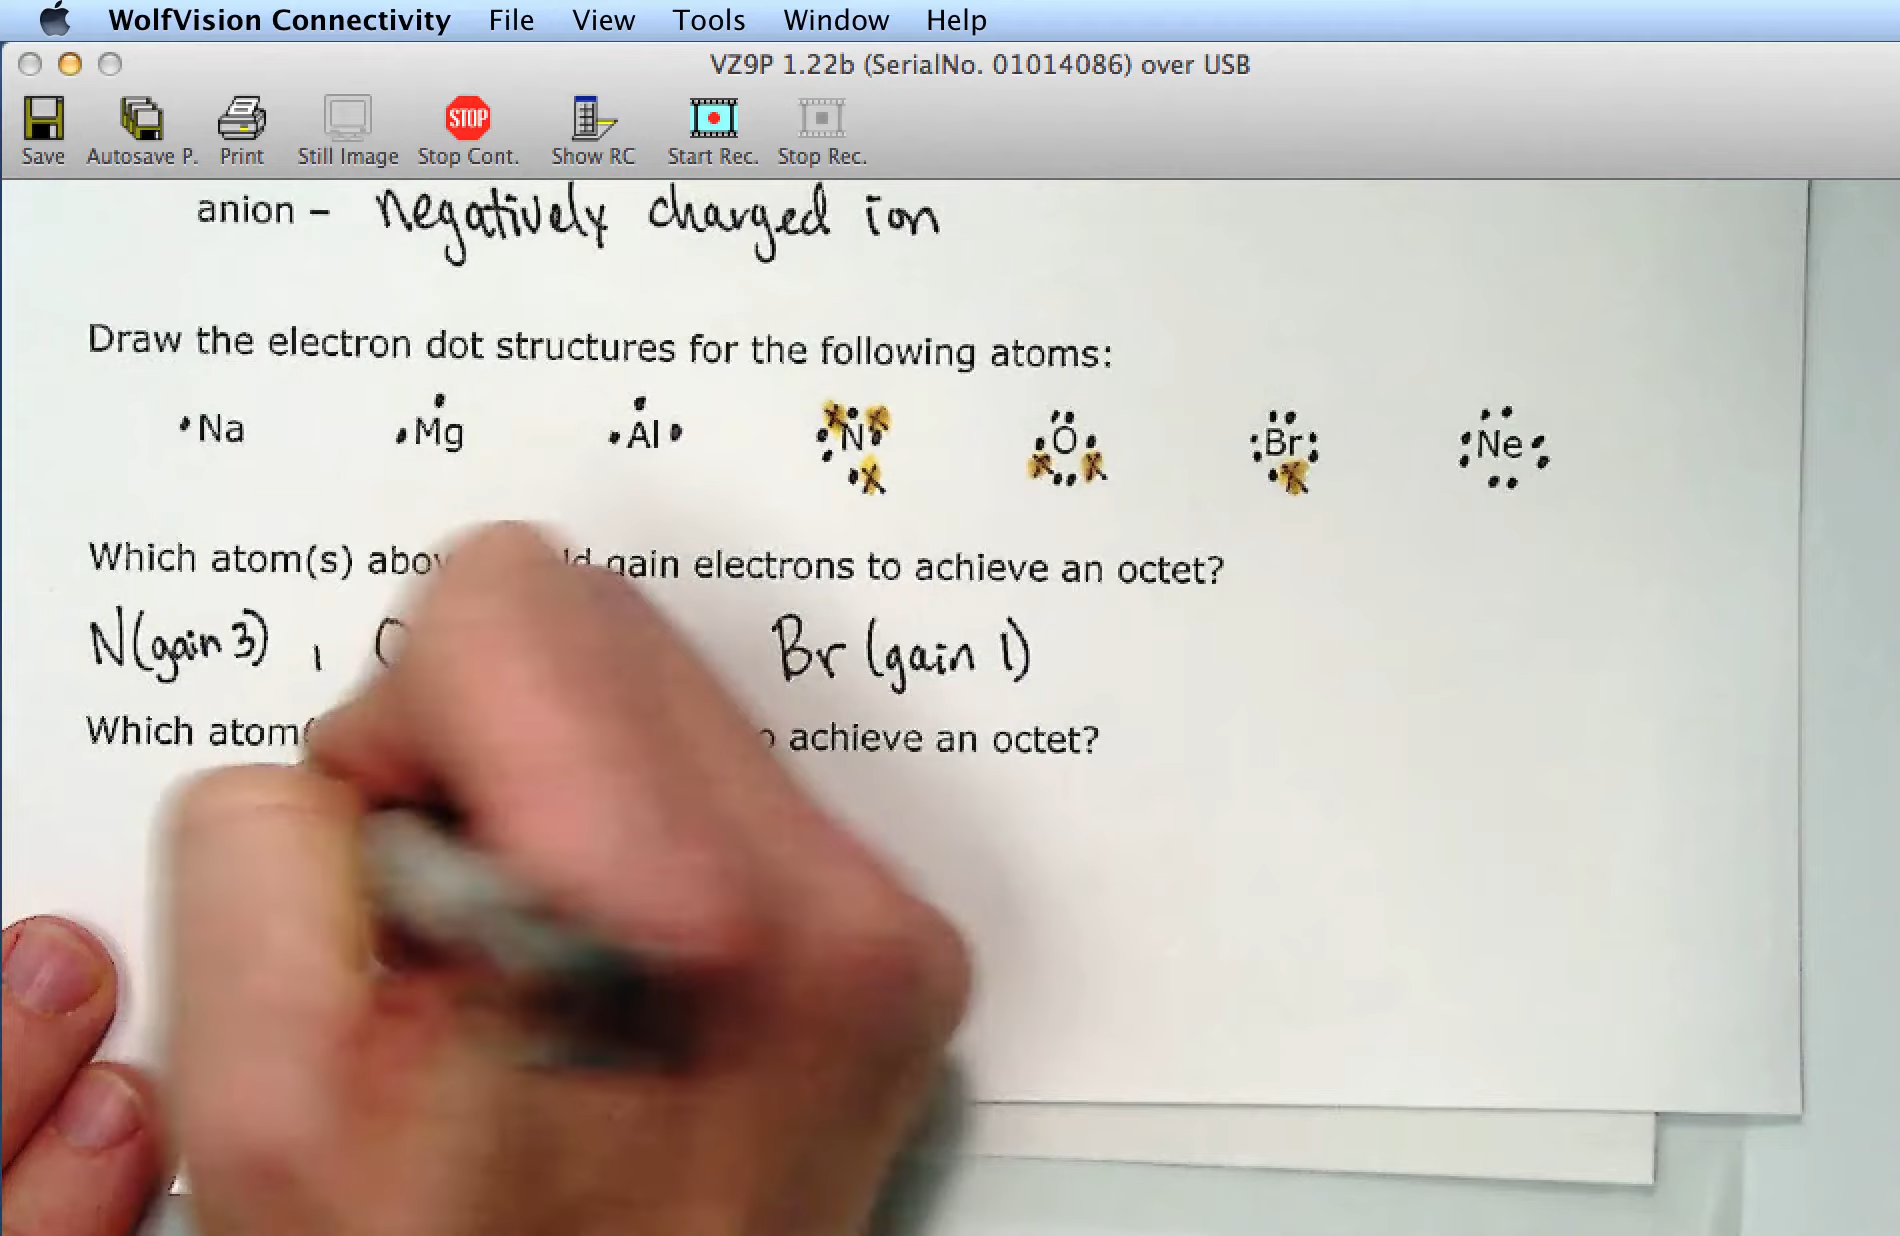 WolfVision Connectivity File View Tools Window Help
VZ9P 1.22b (SerialNo. 01014086) over USB
Save Autosave P. Print Still Image Stop Cont. Show RC Start Rec. Stop Rec.
STOP
anion – negatively charged ion
Draw the electron dot structures for the following atoms:
Na Mg Al N O Br Ne
Which atom(s) gain electrons to achieve an octet?
N(gain 3) , Br (gain 1)
Which achieve an octet?